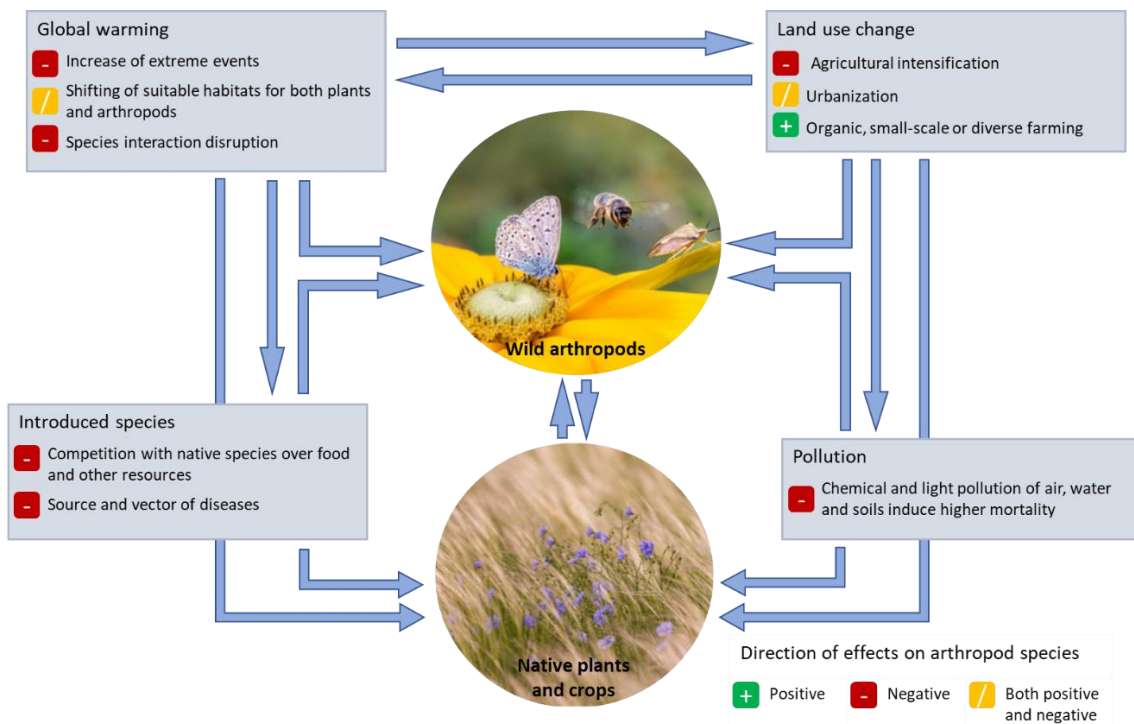 Global warming
- Increase of extreme events
/ Shifting of suitable habitats for both plants
and arthropods
- Species interaction disruption
Land use change
- Agricultural intensification
/ Urbanization
+ Organic, small-scale or diverse farming
Wild arthropods
Introduced species
- Competition with native species over food
and other resources
- Source and vector of diseases
Pollution
- Chemical and light pollution of air, water
and soils induce higher mortality
Native plants
and crops
Direction of effects on arthropod species
+ Positive
- Negative
/ Both positive
and negative